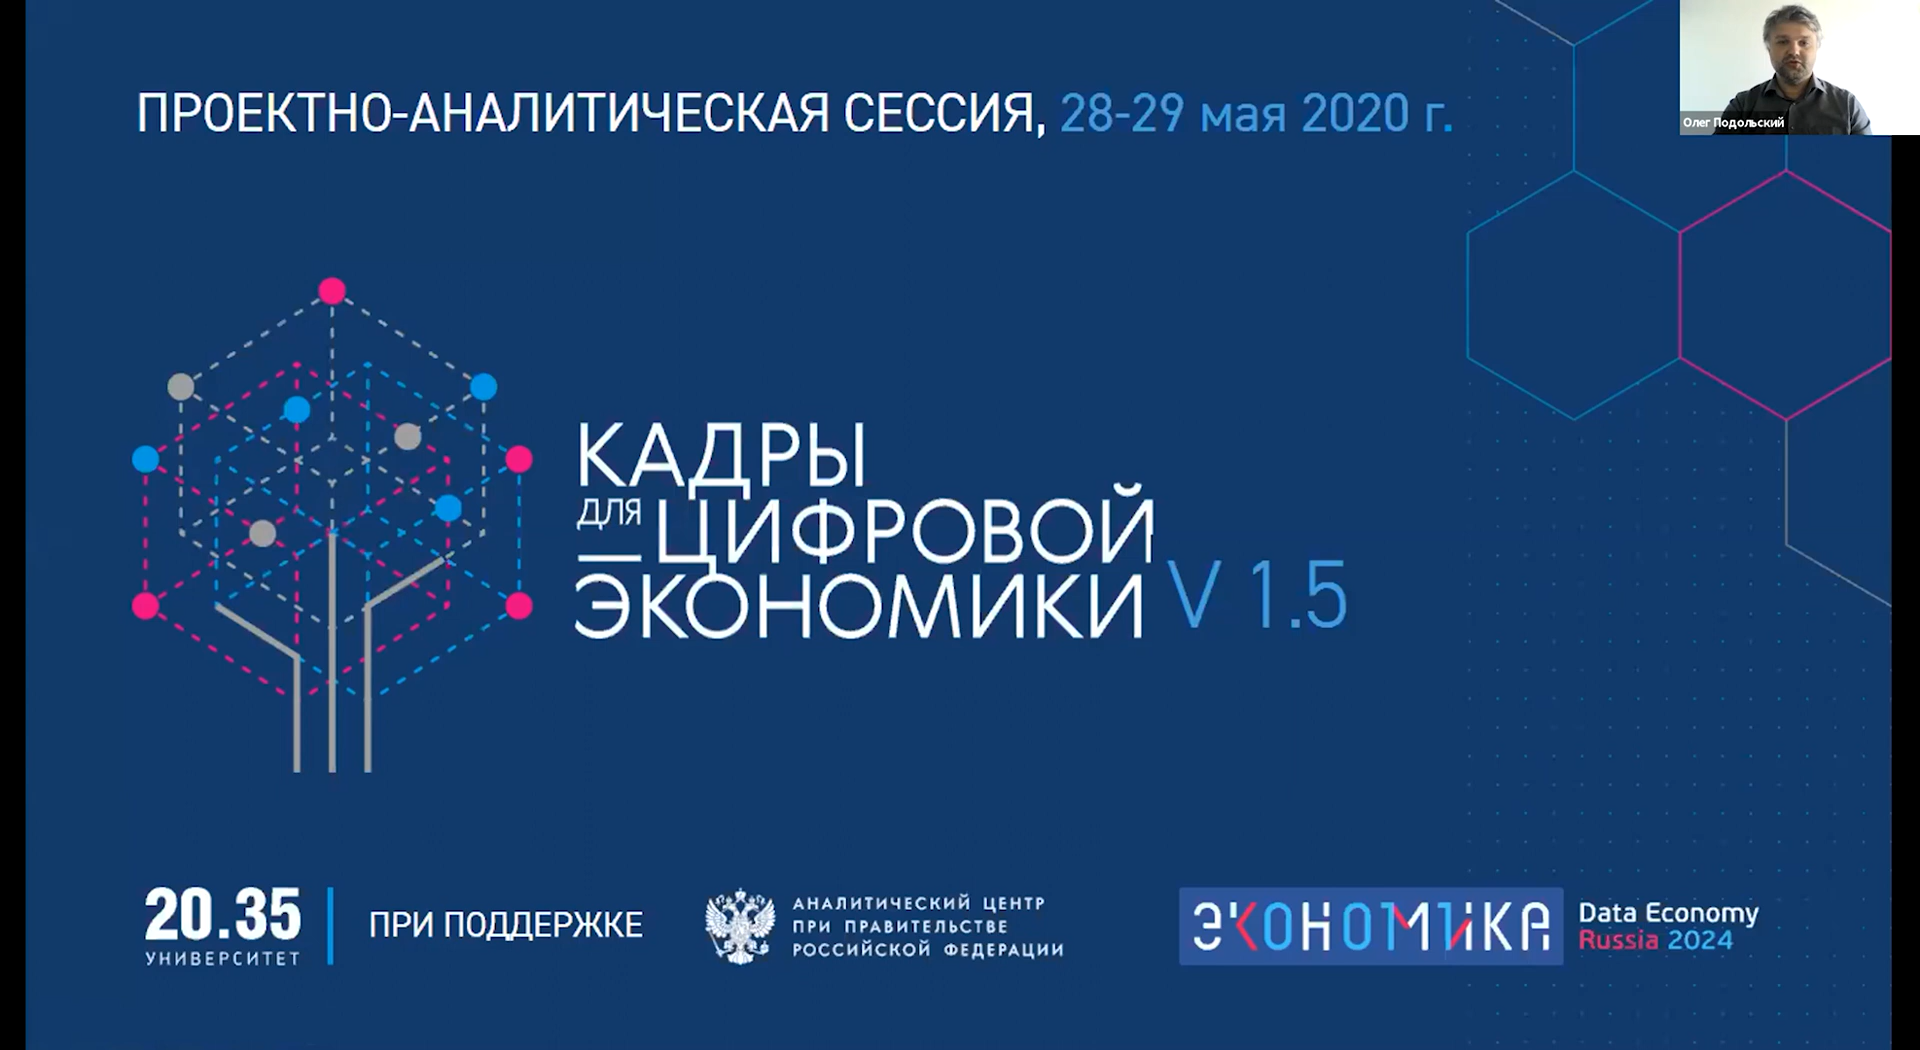 ПРОЕКТНО-АНАЛИТИЧЕСКАЯ СЕССИЯ, 28-29 мая 2020 г.
Олег Подольский
КАДРЫ
ДЛЯ ЦИФРОВОЙ
ЭКОНОМИКИ V 1.5
20.35
УНИВЕРСИТЕТ
ПРИ ПОДДЕРЖКЕ
АНАЛИТИЧЕСКИЙ ЦЕНТР
ПРИ ПРАВИТЕЛЬСТВЕ
РОССИЙСКОЙ ФЕДЕРАЦИИ
ЭКОНОМИКА
Data Economy
Russia 2024